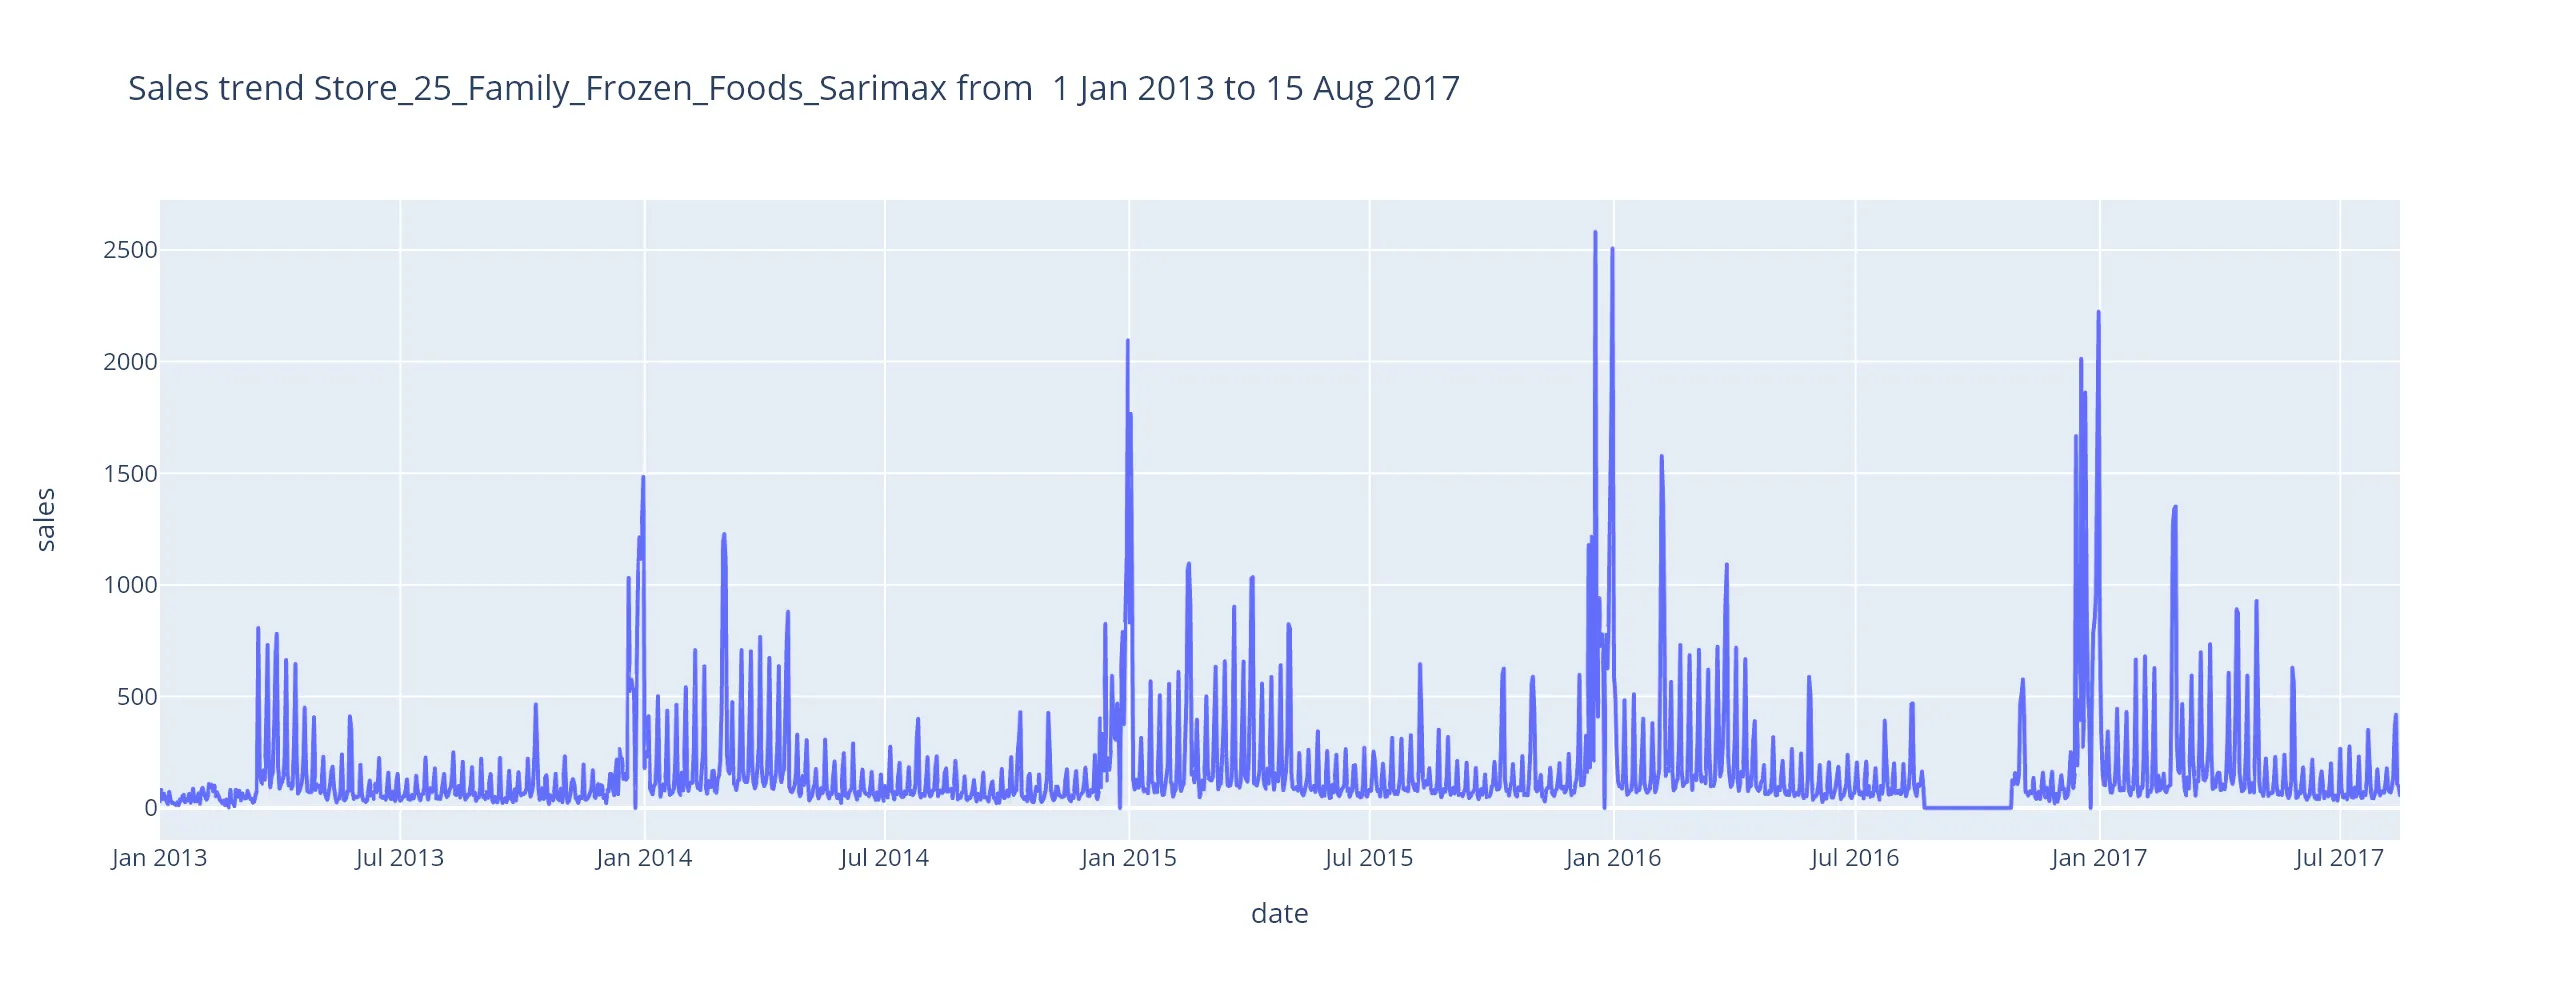 Sales trend Store_25_Family_Frozen_Foods_Sarimax from  1 Jan 2013 to 15 Aug 2017
2500
2000
1500
1000
500
0
sales
Jan 2013 Jul 2013 Jan 2014 Jul 2014 Jan 2015 Jul 2015 Jan 2016 Jul 2016 Jan 2017 Jul 2017
date